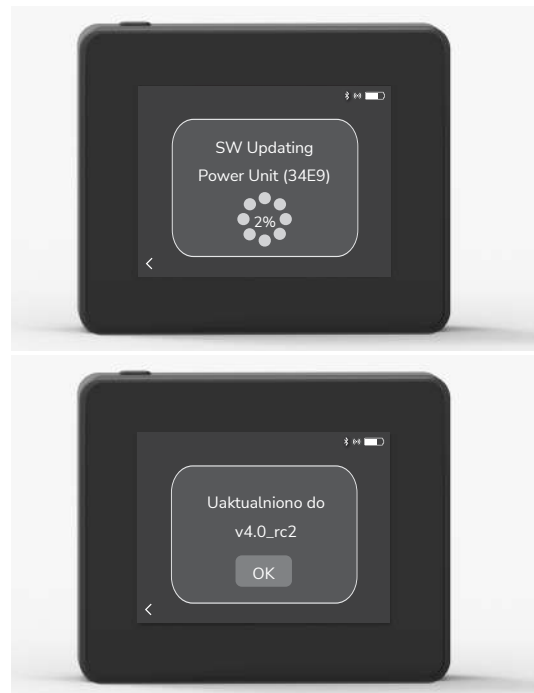 SW Updating
Power Unit (34E9)
2%
Uaktualniono do
v4.0_rc2
OK